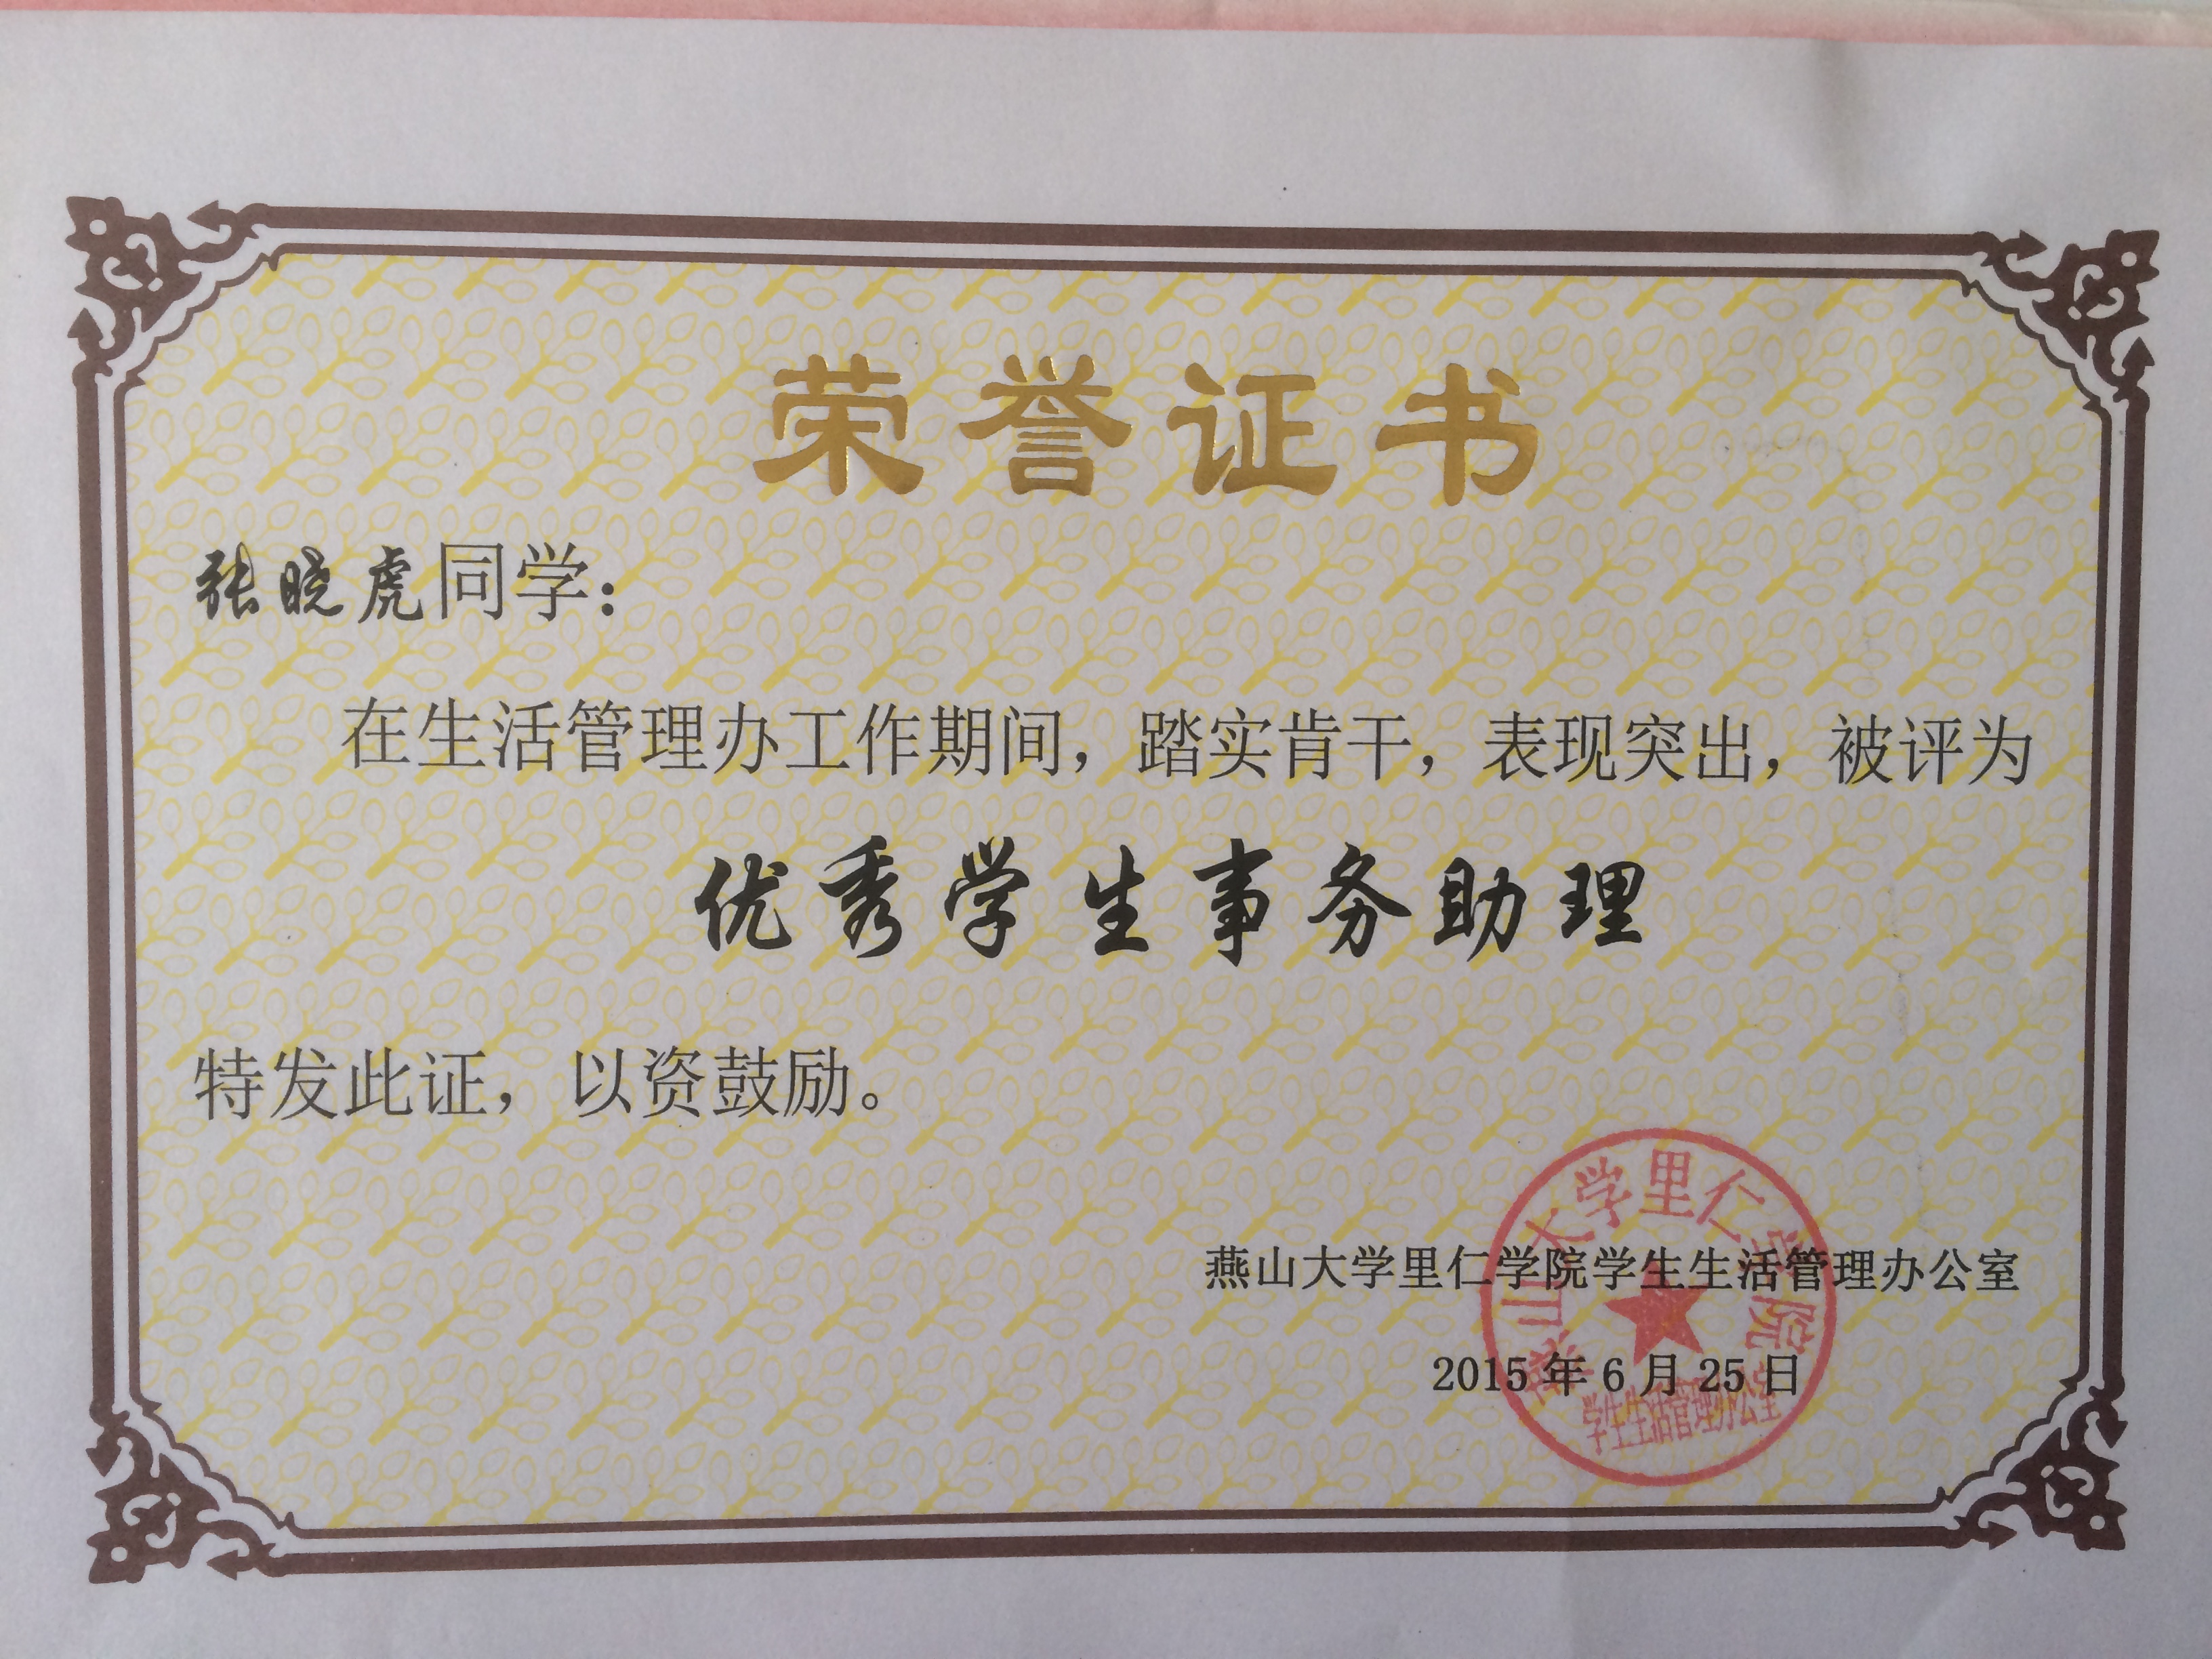 荣誉证书
张晓虎同学：
在生活管理办工作期间，踏实肯干，表现突出，被评为
优秀学生事务助理
特发此证，以资鼓励。
燕山大学里仁学院学生生活管理办公室
2015年6月25日
燕山大学里仁学院
学生生活管理办公室